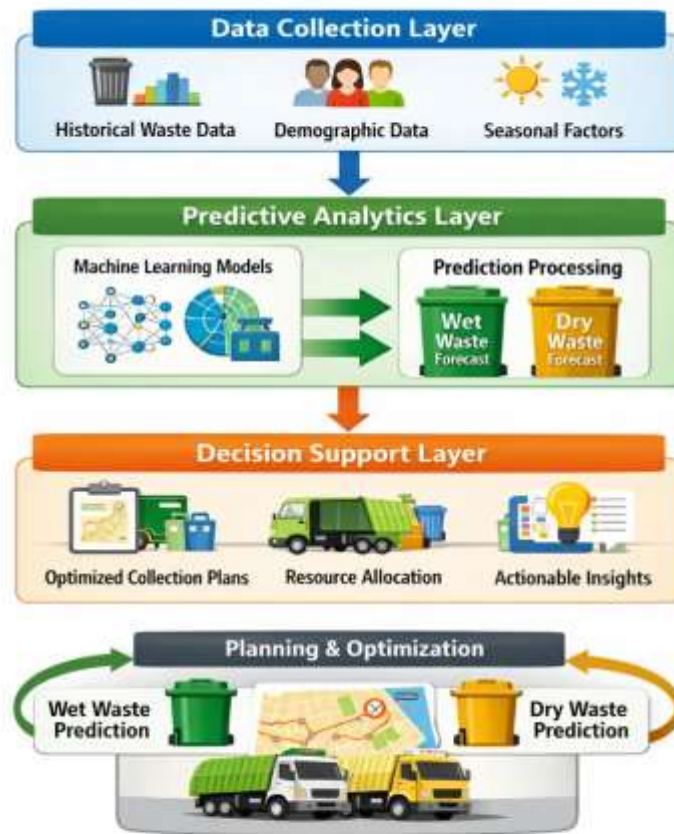 Data Collection Layer
Historical Waste Data
Demographic Data
Seasonal Factors
Predictive Analytics Layer
Machine Learning Models
Prediction Processing
Wet
Waste
Forecast
Dry
Waste
Forecast
Decision Support Layer
Optimized Collection Plans
Resource Allocation
Actionable Insights
Planning & Optimization
Wet Waste
Prediction
Dry Waste
Prediction